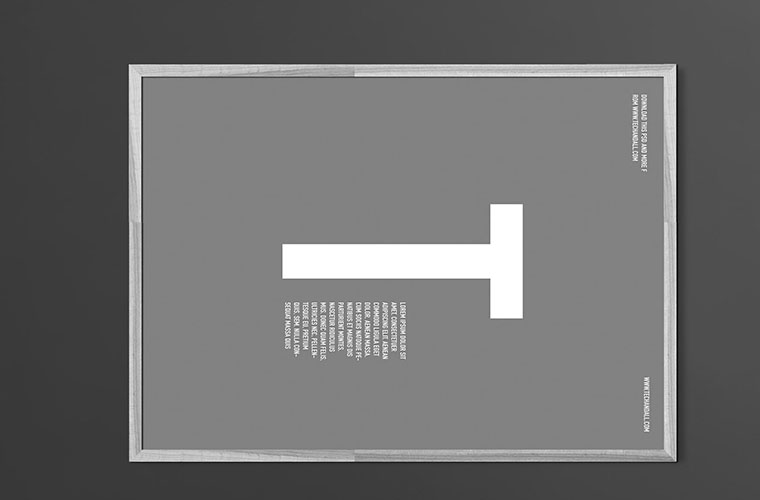 DOWNLOAD THIS PSD AND MORE F
ROM WWW.TECHANDALL.COM
T
LOREM IPSUM DOLOR SIT
AMET, CONSECTETUER
ADIPISCING ELIT. AENEAN
COMMODO LIGULA EGET
DOLOR. AENEAN MASSA.
CUM SOCIIS NATOQUE PE-
NATIBUS ET MAGNIS DIS
PARTURIENT MONTES,
NASCETUR RIDICULUS
MUS. DONEC QUAM FELIS,
ULTRICIES NEC, PELLEN-
TESQUE EU, PRETIUM
QUIS, SEM. NULLA CON-
SEQUAT MASSA QUIS
WWW.TECHANDALL.COM